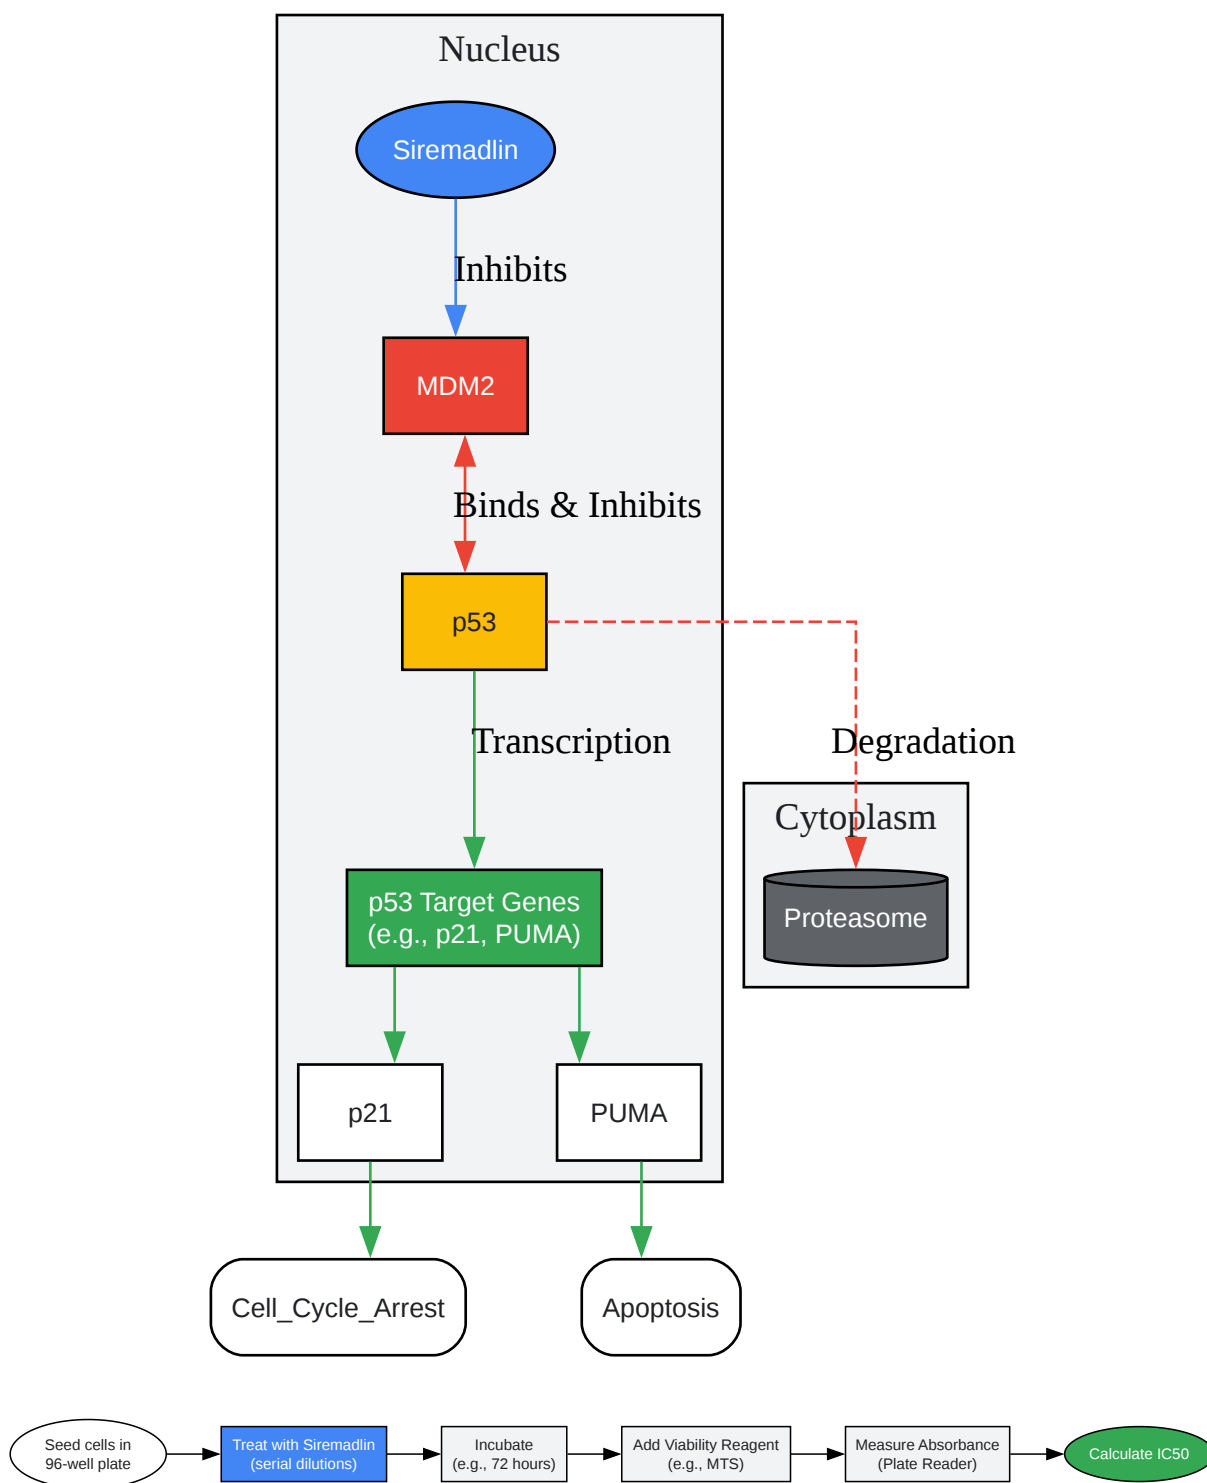 Nucleus
Siremadlin
Inhibits
MDM2
Binds & Inhibits
p53
Transcription
Degradation
Cytoplasm
p53 Target Genes
(e.g., p21, PUMA)
Proteasome
p21
PUMA
Cell_Cycle_Arrest
Apoptosis
Seed cells in
96-well plate
Treat with Siremadlin
(serial dilutions)
Incubate
(e.g., 72 hours)
Add Viability Reagent
(e.g., MTS)
Measure Absorbance
(Plate Reader)
Calculate IC50